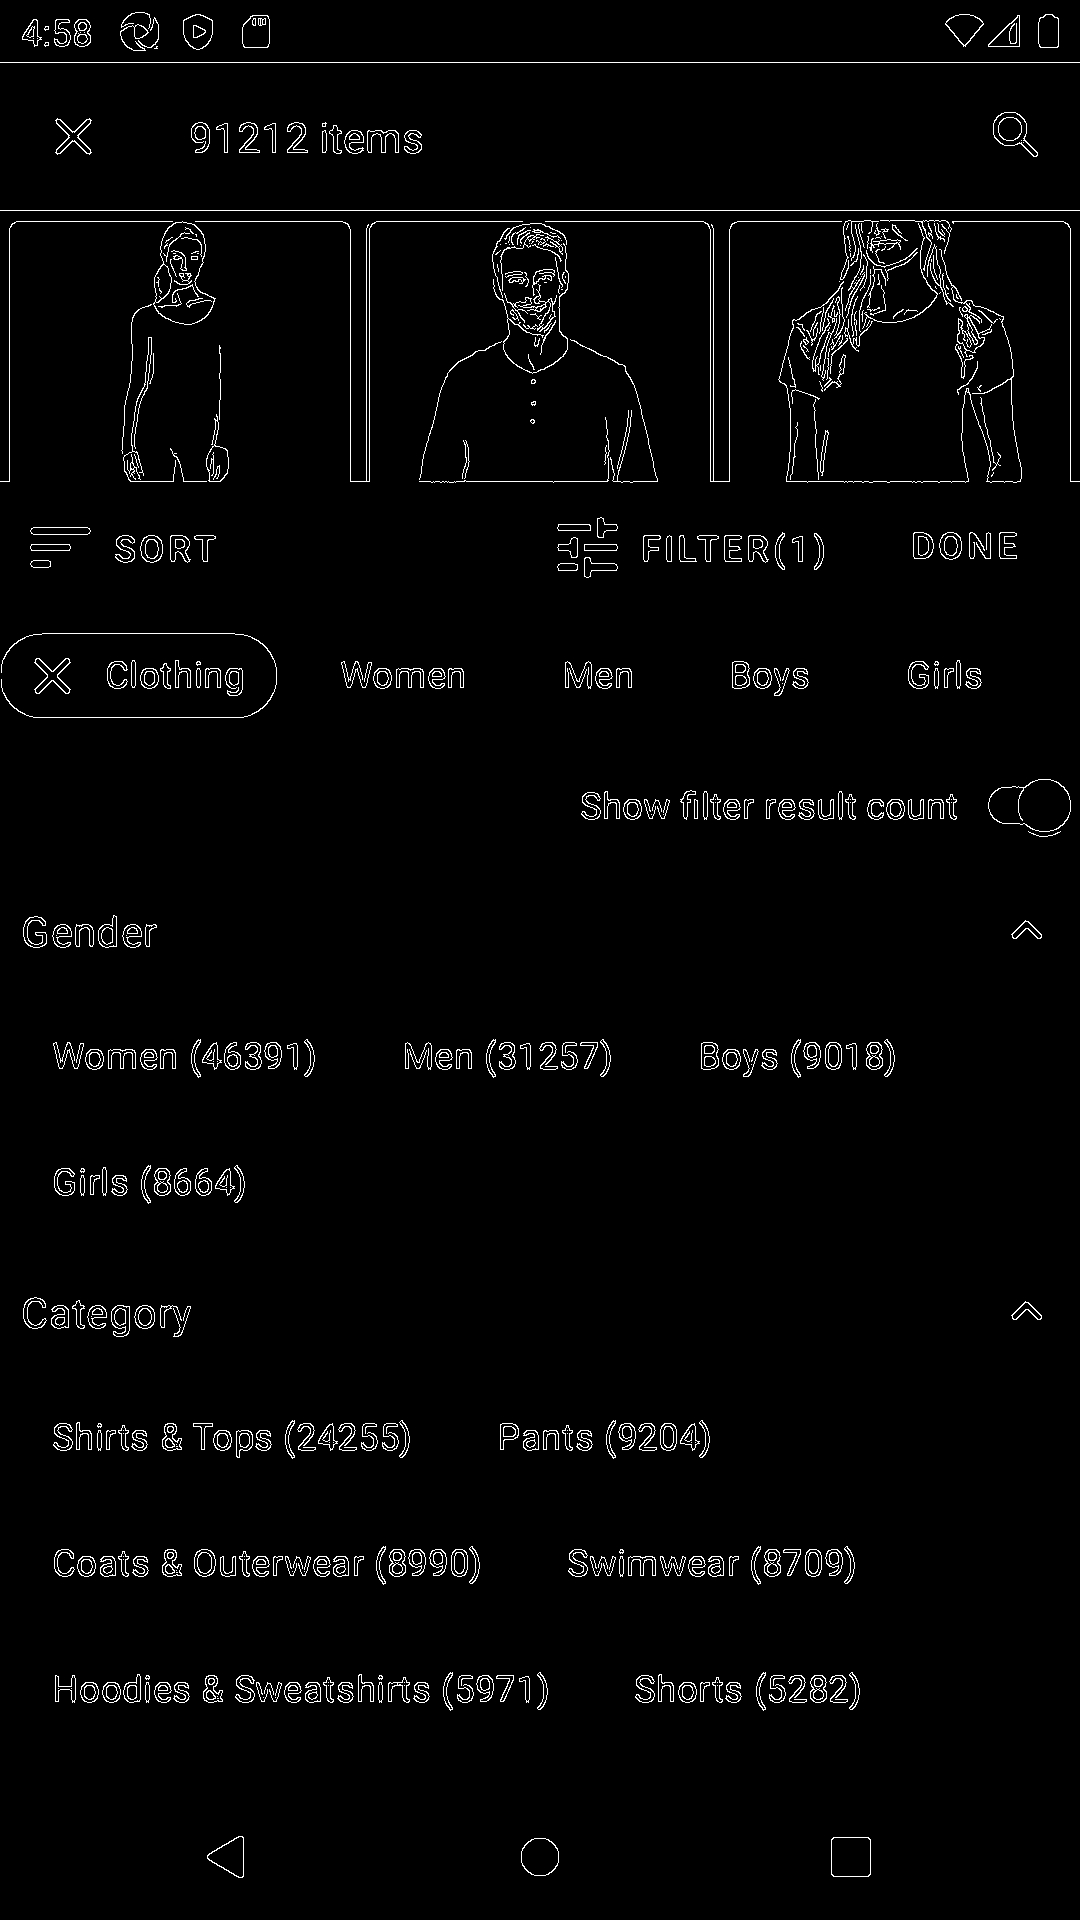 4:58
91212 items
SORT FILTER(1) DONE
Clothing Women Men Boys Girls
Show filter result count
Gender
Women (46391) Men (31257) Boys (9018)
Girls (8664)
Category
Shirts & Tops (24255) Pants (9204)
Coats & Outerwear (8990) Swimwear (8709)
Hoodies & Sweatshirts (5971) Shorts (5282)